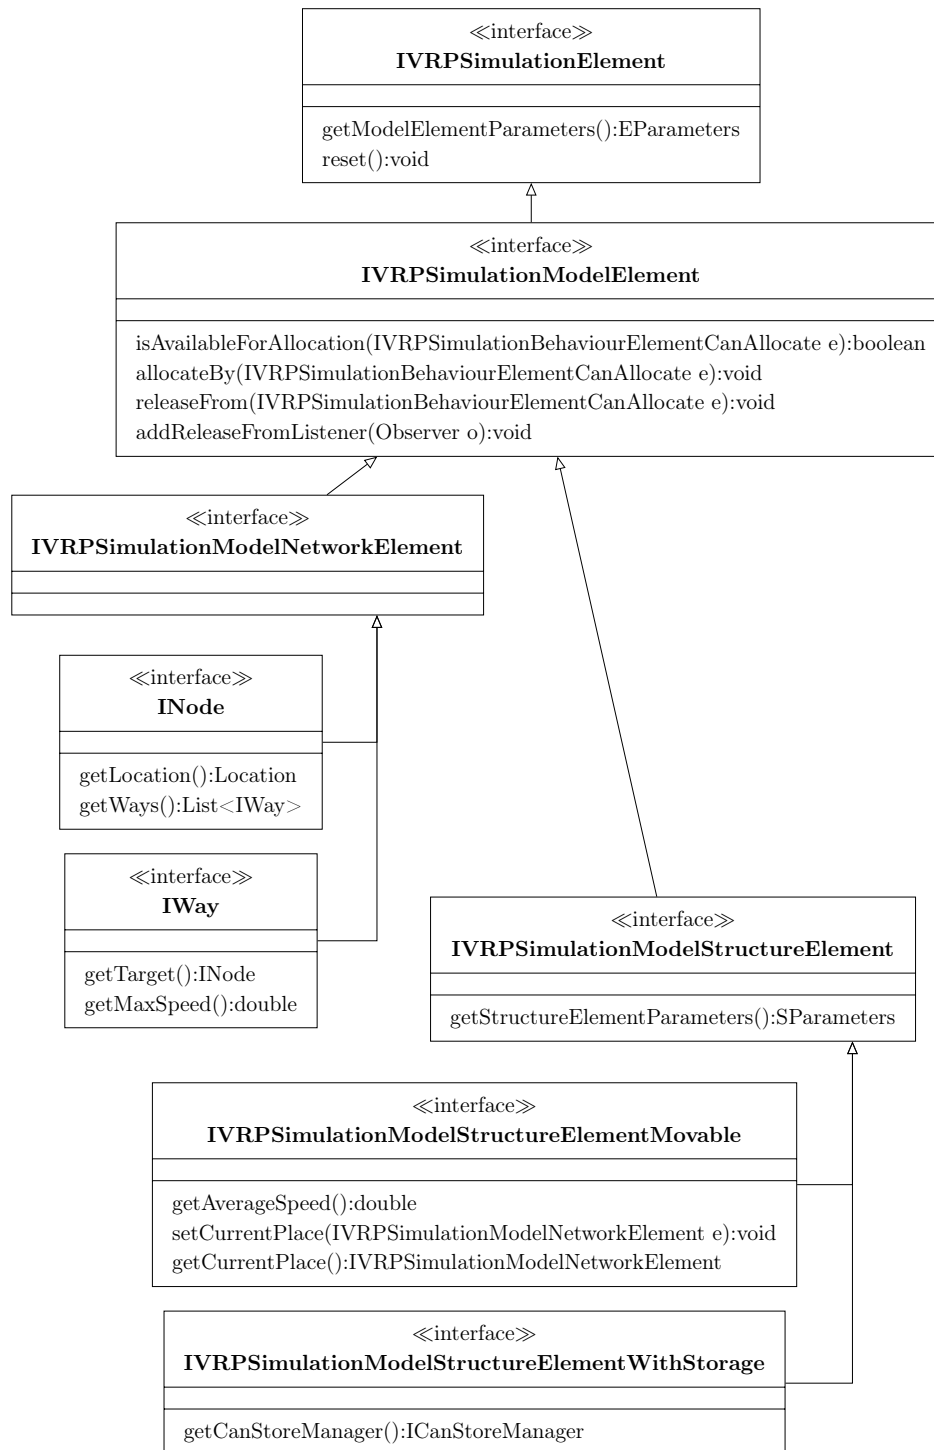 ≪interface≫
IVRPSimulationElement
getModelElementParameters():EParameters
reset():void
≪interface≫
IVRPSimulationModelElement
isAvailableForAllocation(IVRPSimulationBehaviourElementCanAllocate e):boolean
allocateBy(IVRPSimulationBehaviourElementCanAllocate e):void
releaseFrom(IVRPSimulationBehaviourElementCanAllocate e):void
addReleaseFromListener(Observer o):void
≪interface≫
IVRPSimulationModelNetworkElement
≪interface≫
INode
getLocation():Location
getWays():List<IWay>
≪interface≫
IWay
getTarget():INode
getMaxSpeed():double
≪interface≫
IVRPSimulationModelStructureElement
getStructureElementParameters():SParameters
≪interface≫
IVRPSimulationModelStructureElementMovable
getAverageSpeed():double
setCurrentPlace(IVRPSimulationModelNetworkElement e):void
getCurrentPlace():IVRPSimulationModelNetworkElement
≪interface≫
IVRPSimulationModelStructureElementWithStorage
getCanStoreManager():ICanStoreManager